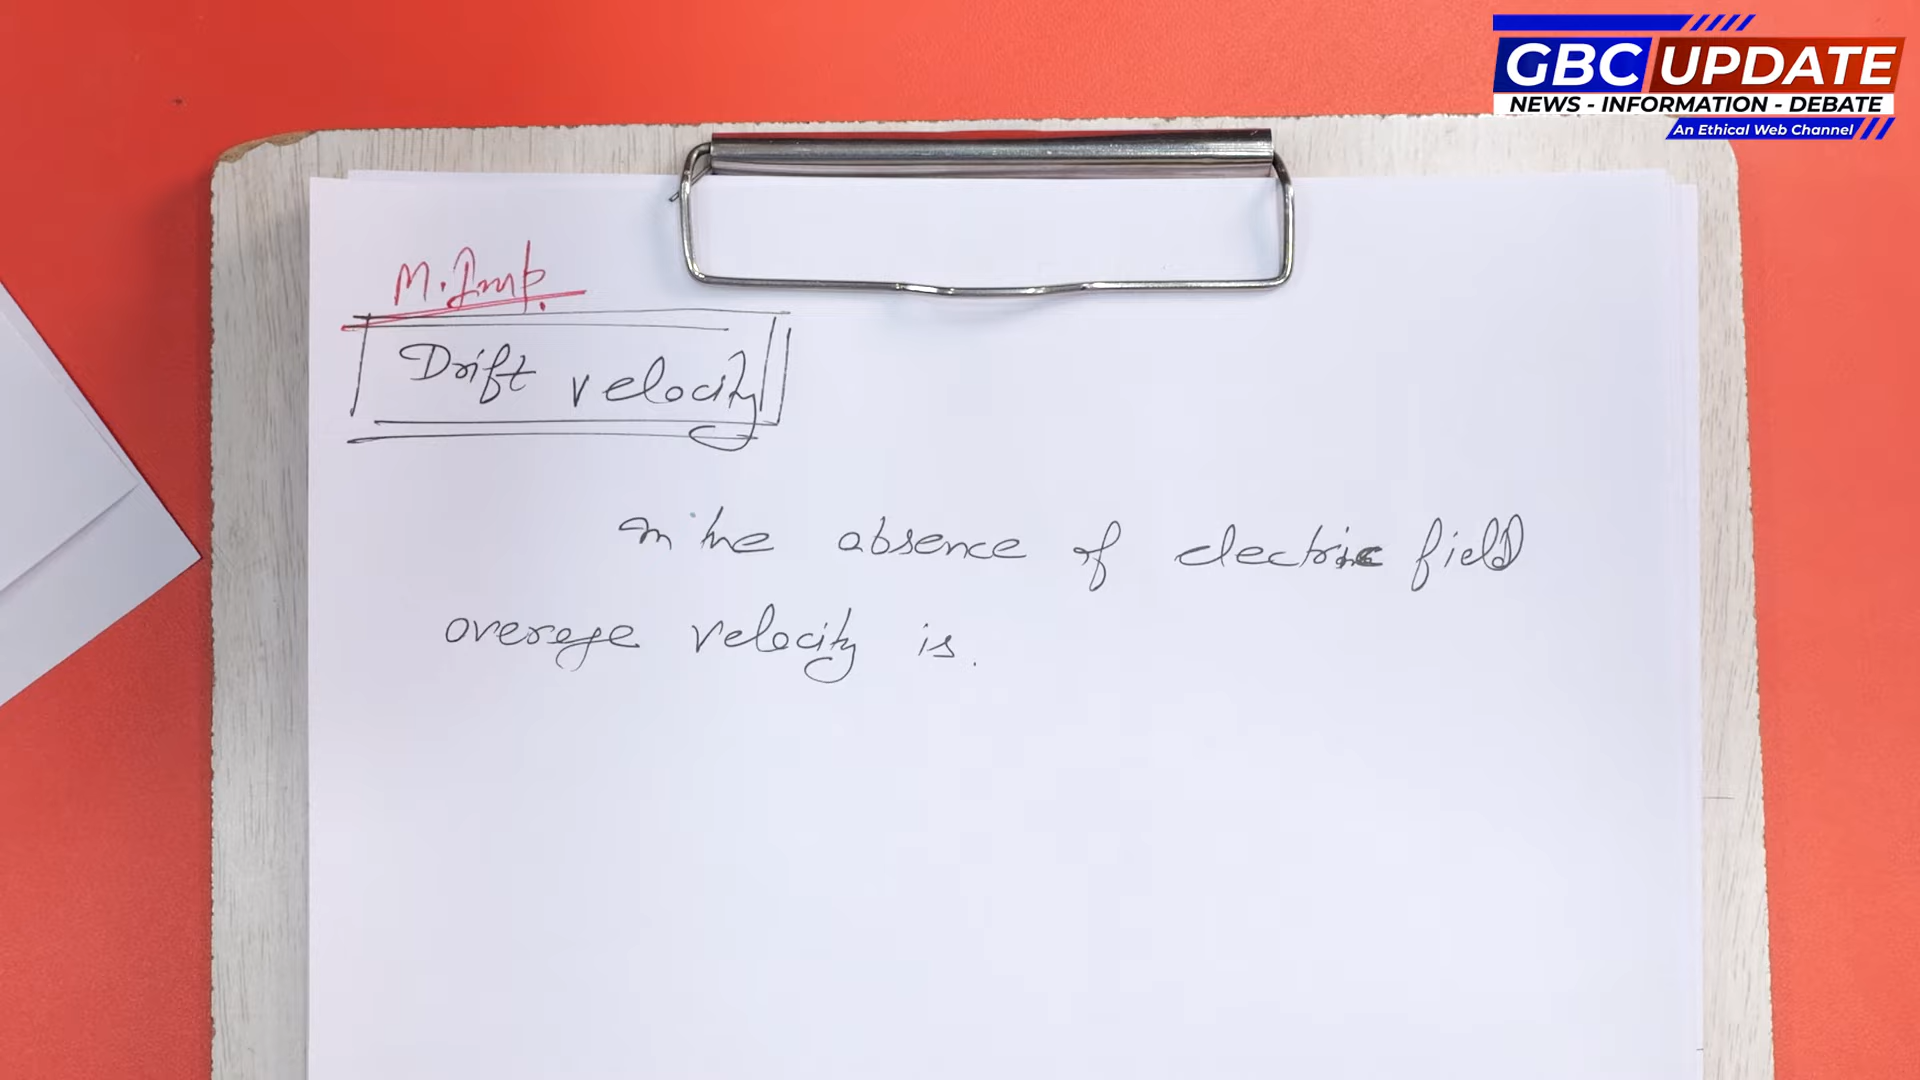 GBC UPDATE
NEWS - INFORMATION - DEBATE
An Ethical Web Channel
M. Imp.
Drift velocity
In the absence of electric field
average velocity is.